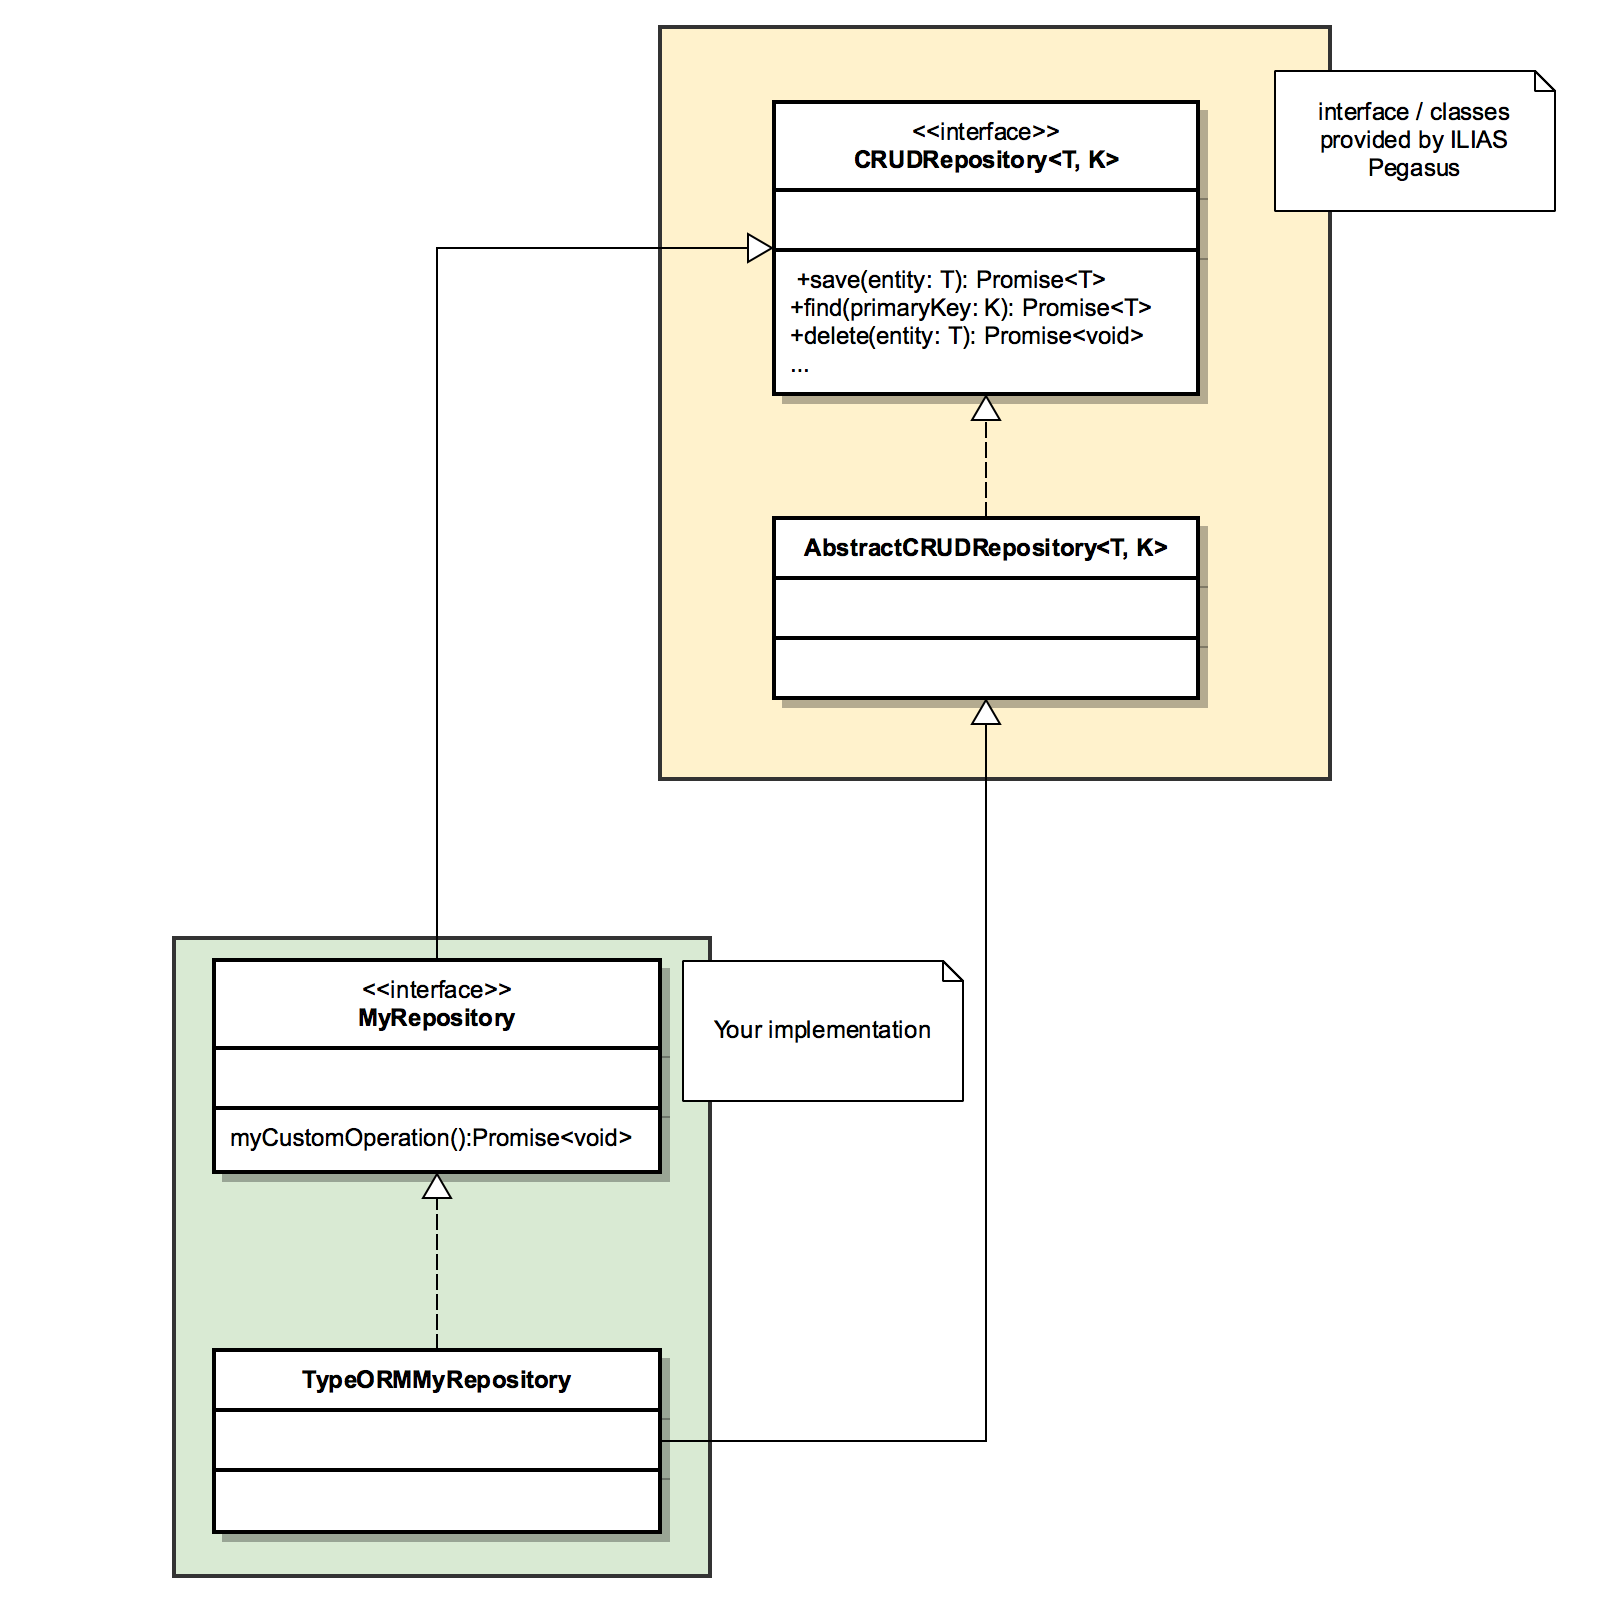 <<interface>>
CRUDRepository<T, K>
+save(entity: T): Promise<T>
+find(primaryKey: K): Promise<T>
+delete(entity: T): Promise<void>
...
interface / classes
provided by ILIAS
Pegasus
AbstractCRUDRepository<T, K>
<<interface>>
MyRepository
myCustomOperation():Promise<void>
Your implementation
TypeORMMyRepository